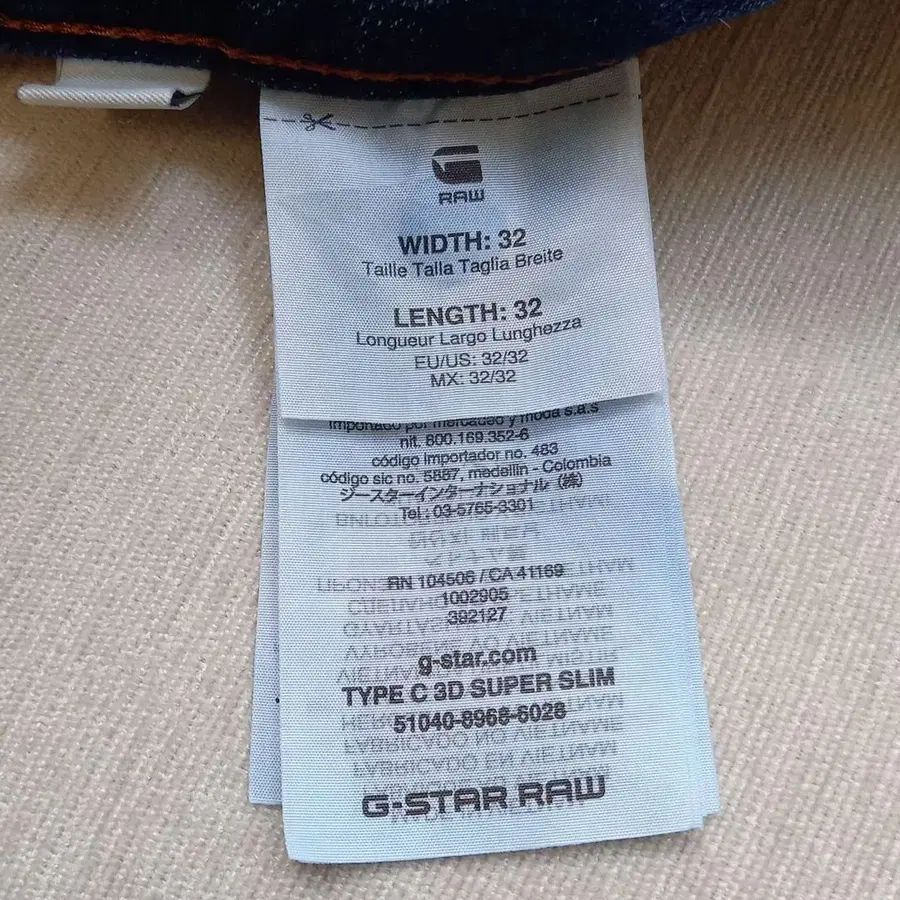 RAW
WIDTH: 32
Taille Talla Taglia Breite
LENGTH: 32
Longueur Largo Lunghezza
EU/US: 32/32
MX: 32/32
importado por mercadeo y moda s.a.s
nit. 800.169.352-6
código importador no. 483
código sic no. 5887, medellin - Colombia
ジースターインターナショナル（株）
Tel.: 03-5765-3301
RN 104506 / CA 41169
1002905
392127
g-star.com
TYPE C 3D SUPER SLIM
51040-8968-6028
G-STAR RAW